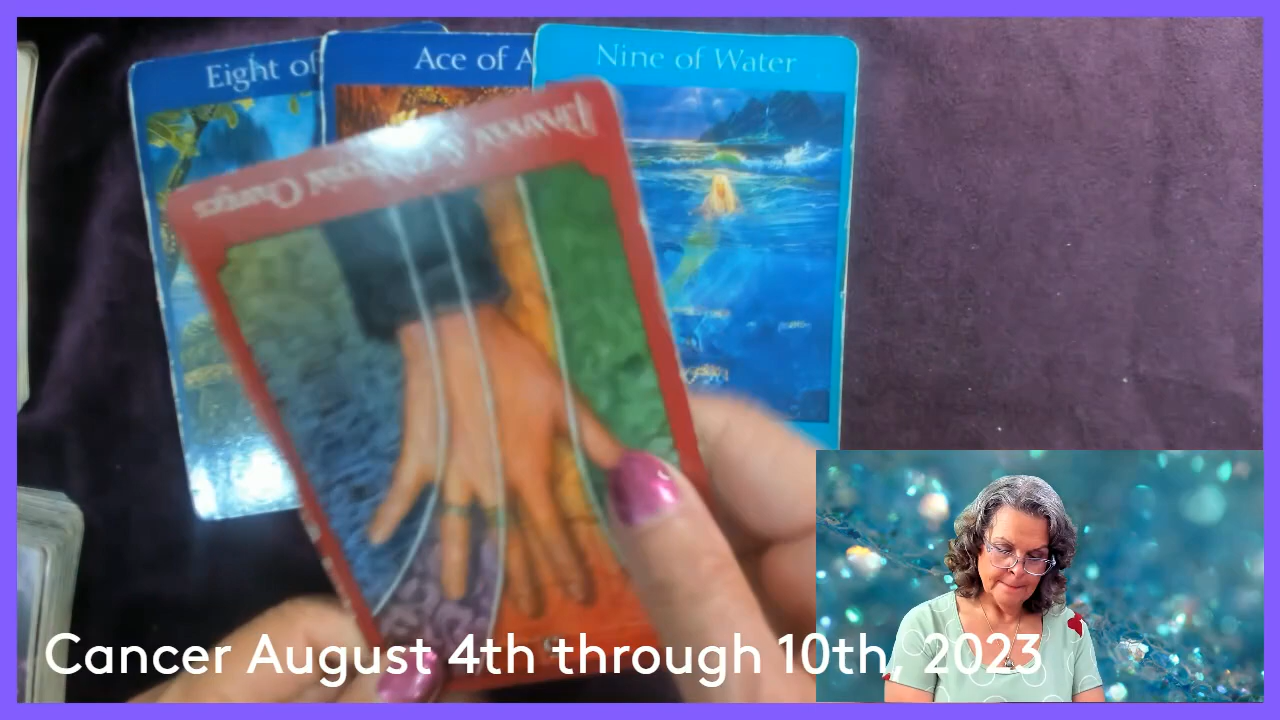 Eight of
Ace of A
Nine of Water
Cancer August 4th through 10th, 2023